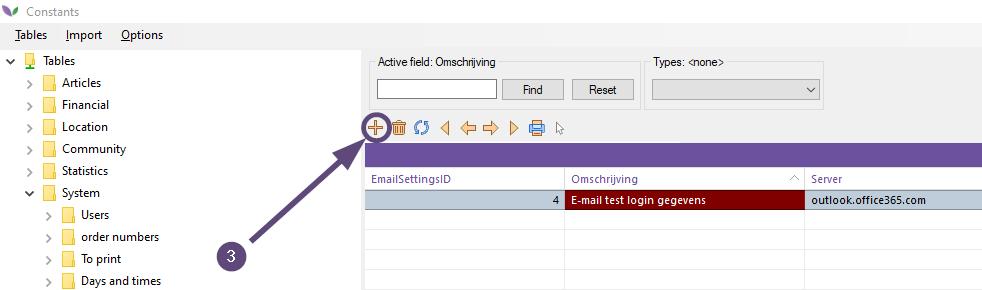 Constants
Tables Import Options
Tables
Articles
Financial
Location
Community
Statistics
System
Users
order numbers
To print
Days and times
Active field: Omschrijving
Find Reset
Types: <none>
3
EmailSettingsID Omschrijving Server
4 E-mail test login gegevens outlook.office365.com